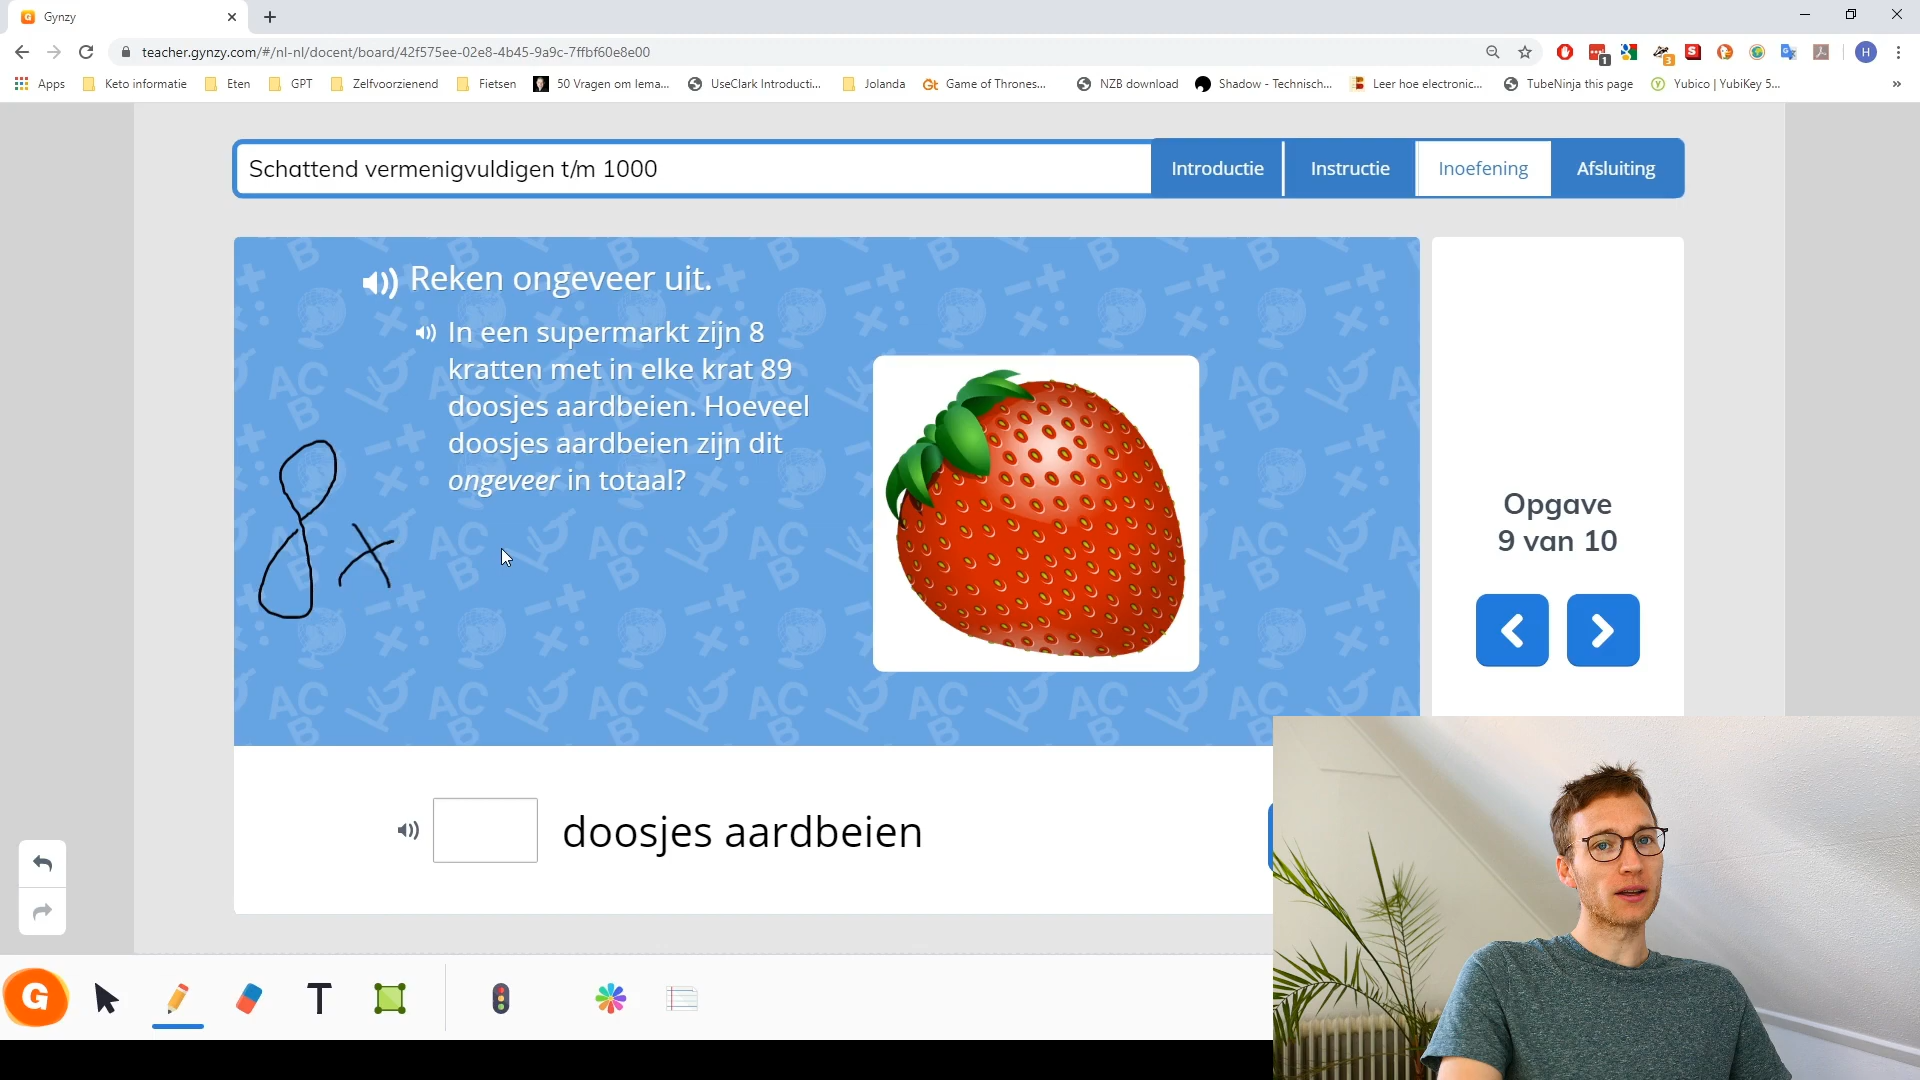 Gynzy
teacher.gynzy.com/#/nl-nl/docent/board/42f575ee-02e8-4b45-9a9c-7ffbf60e8e00
Apps Keto informatie Eten GPT Zelfvoorzienend Fietsen 50 Vragen om Iema... UseClark Introducti... Jolanda Game of Thrones... NZB download Shadow - Technisch... Leer hoe electronic... TubeNinja this page Yubico | YubiKey 5... »
Schattend vermenigvuldigen t/m 1000
Introductie Instructie Inoefening Afsluiting
Reken ongeveer uit.
In een supermarkt zijn 8
kratten met in elke krat 89
doosjes aardbeien. Hoeveel
doosjes aardbeien zijn dit
ongeveer in totaal?
8 x
Opgave
9 van 10
doosjes aardbeien